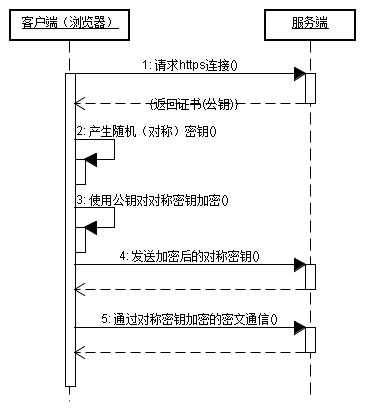 客户端（浏览器）
服务端
1: 请求https连接()
(返回证书(公钥))
2: 产生随机（对称）密钥()
3: 使用公钥对对称密钥加密()
4: 发送加密后的对称密钥()
5: 通过对称密钥加密的密文通信()